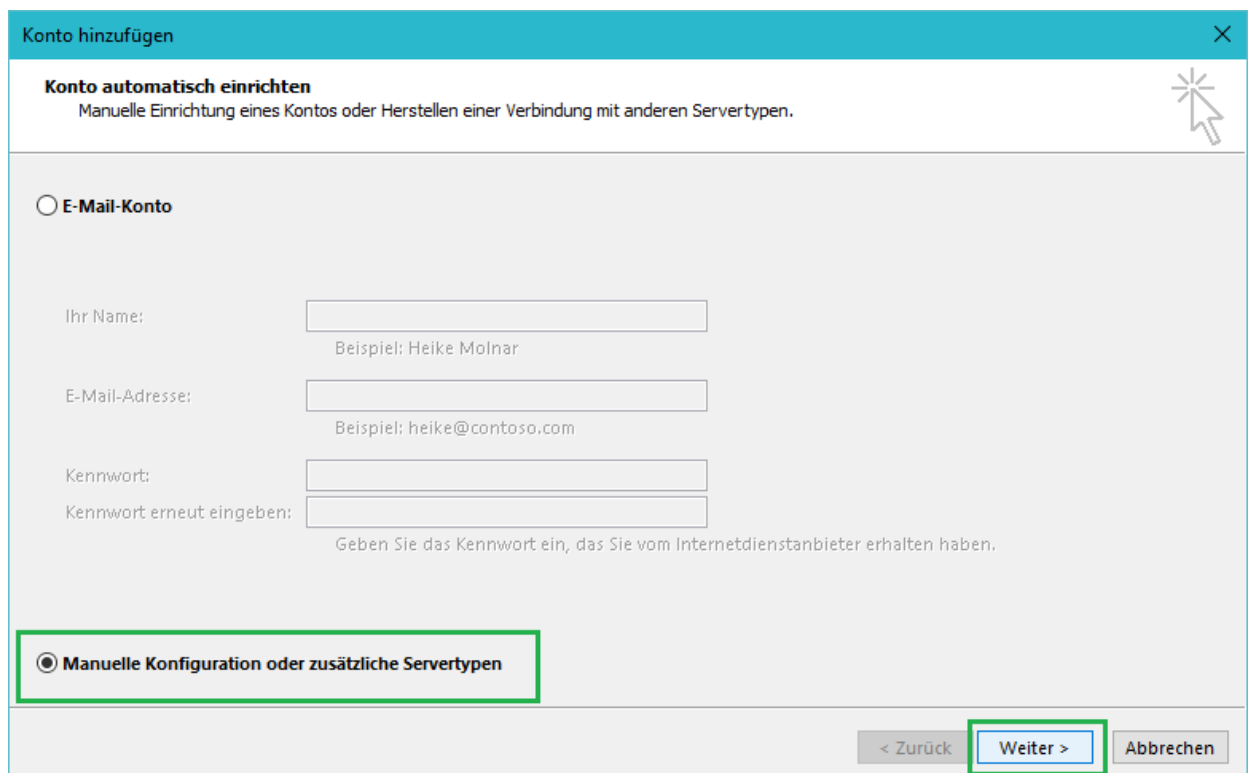 Konto hinzufügen
Konto automatisch einrichten
Manuelle Einrichtung eines Kontos oder Herstellen einer Verbindung mit anderen Servertypen.
E-Mail-Konto
Ihr Name:
Beispiel: Heike Molnar
E-Mail-Adresse:
Beispiel: heike@contoso.com
Kennwort:
Kennwort erneut eingeben:
Geben Sie das Kennwort ein, das Sie vom Internetdienstanbieter erhalten haben.
Manuelle Konfiguration oder zusätzliche Servertypen
< Zurück Weiter > Abbrechen